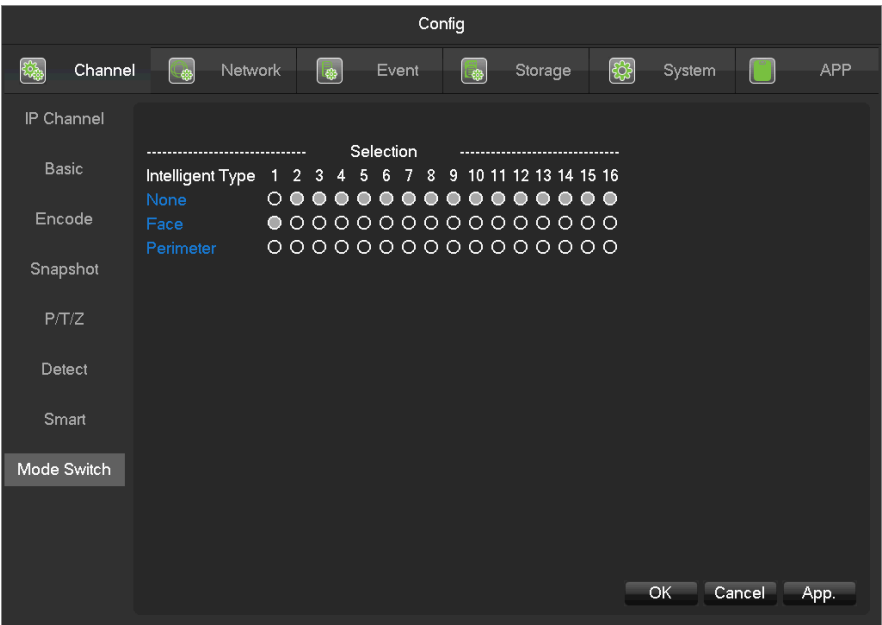 Config
Channel Network Event Storage System APP
IP Channel
Basic
Encode
Snapshot
P/T/Z
Detect
Smart
Mode Switch
------------------------------ Selection ------------------------------
Intelligent Type 1 2 3 4 5 6 7 8 9 10 11 12 13 14 15 16
None
Face
Perimeter
OK Cancel App.